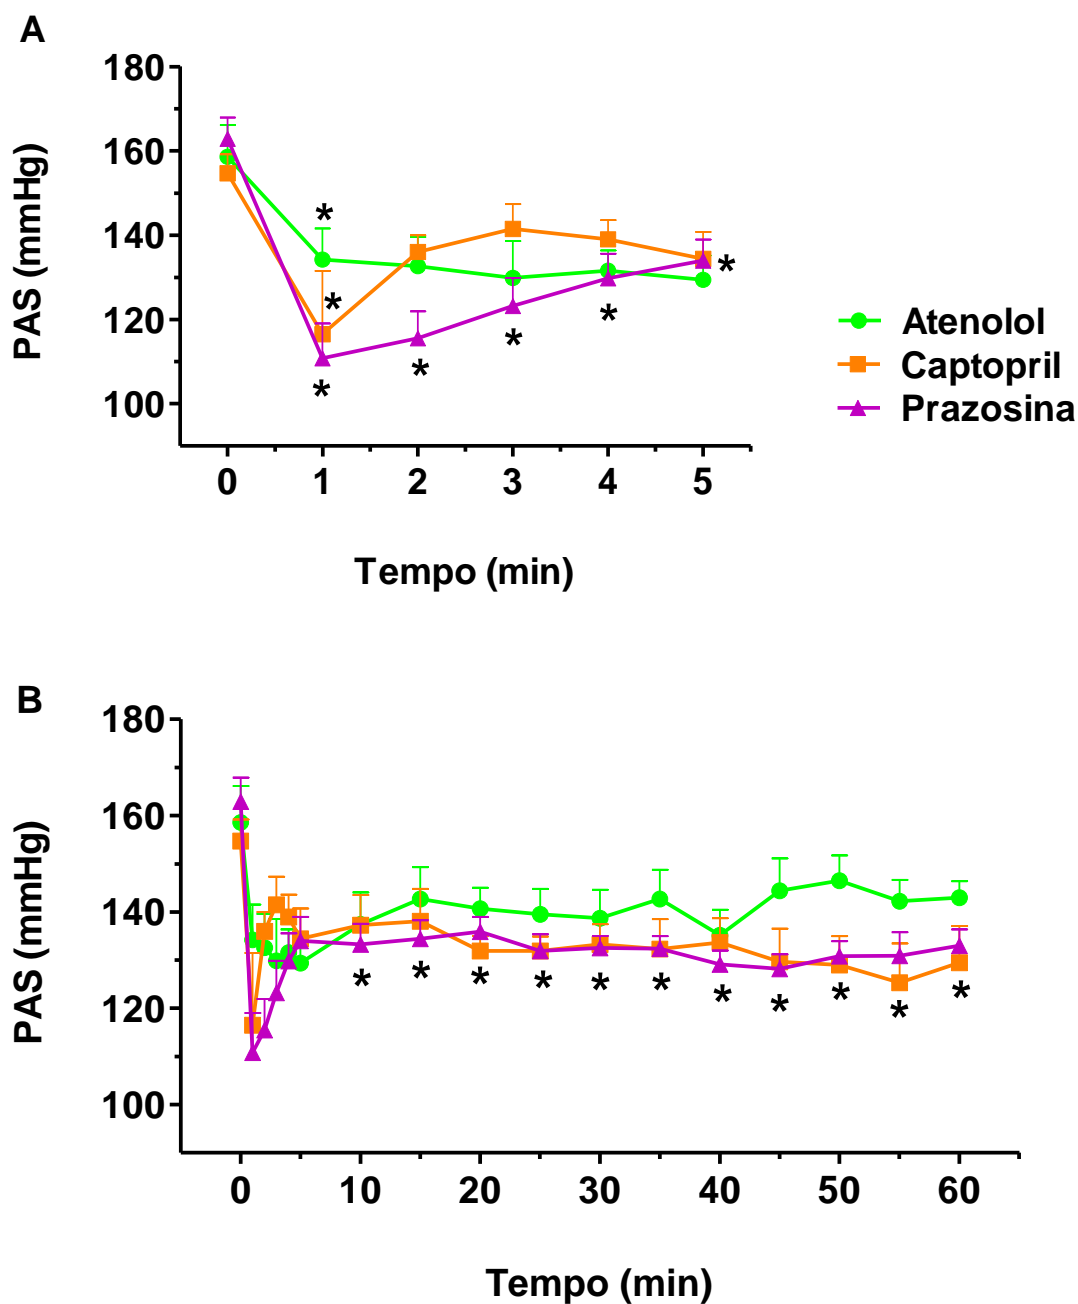 A
180
160
140
120
100
PAS (mmHg)
*
*
*
*
*
*
*
0 1 2 3 4 5
Tempo (min)
Atenolol
Captopril
Prazosina
B
180
160
140
120
100
PAS (mmHg)
* * * * * * * * * * *
0 10 20 30 40 50 60
Tempo (min)